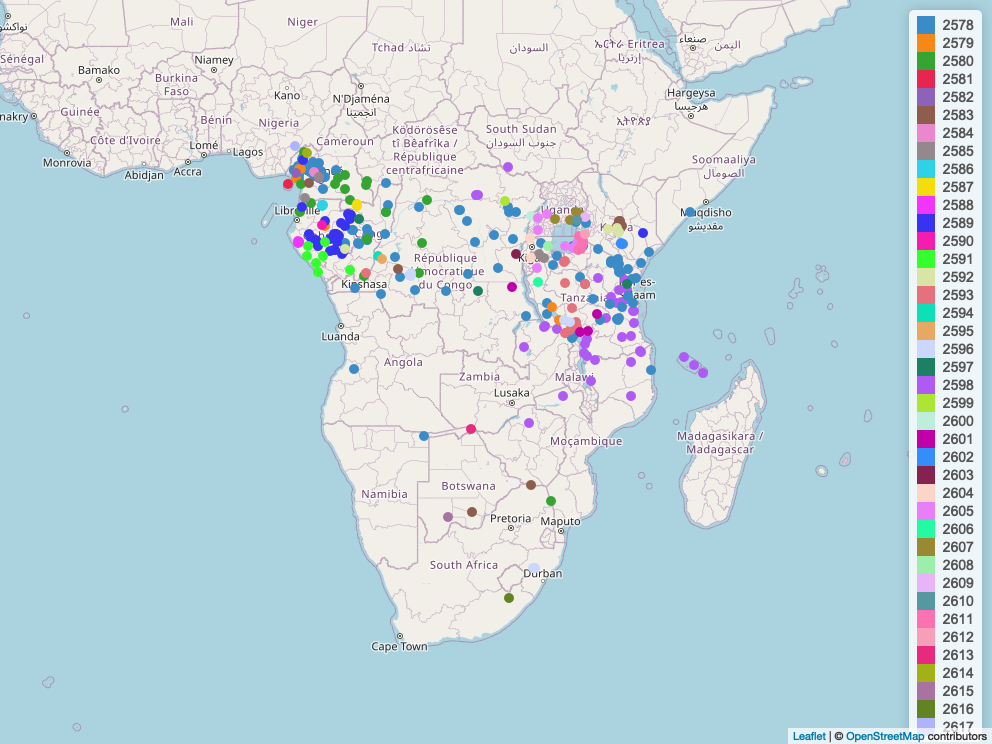 نواكشوط
Mali
Niger
Tchad تشاد
السودان
ኤርትራ Eritrea
إرتريا
صنعاء
اليمن
Sénégal
Bamako
Burkina
Faso
Niamey
Kano
N'Djaména
انجمينا
Hargeysa
هرجيسا
nakry
Guinée
Côte d'Ivoire
Bénin
Nigeria
Cameroun
Ködörösêse
tî Bêafrîka /
République
centrafricaine
South Sudan
جنوب السودان
ኢትዮጵያ
Monrovia
Abidjan
Lomé
Accra
Lagos
Soomaaliya
الصومال
Libreville
Uganda
Muqdisho
مقديشو
République
démocratique
du Congo
Kinshasa
Tanzania
Luanda
Angola
Zambia
Malawi
Lusaka
Moçambique
Madagasikara /
Madagascar
Namibia
Botswana
Pretoria
Maputo
South Africa
Durban
Cape Town
2578
2579
2580
2581
2582
2583
2584
2585
2586
2587
2588
2589
2590
2591
2592
2593
2594
2595
2596
2597
2598
2599
2600
2601
2602
2603
2604
2605
2606
2607
2608
2609
2610
2611
2612
2613
2614
2615
2616
2617
Leaflet | © OpenStreetMap contributors